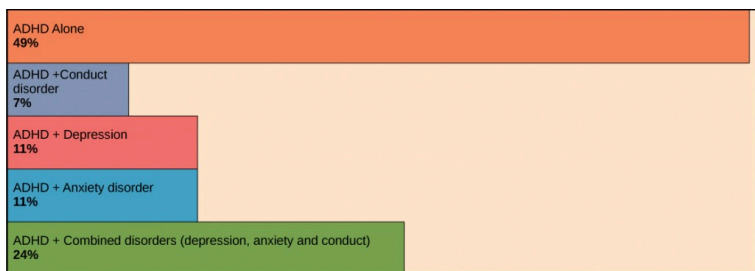 ADHD Alone
49%
ADHD +Conduct
disorder
7%
ADHD + Depression
11%
ADHD + Anxiety disorder
11%
ADHD + Combined disorders (depression, anxiety and conduct)
24%